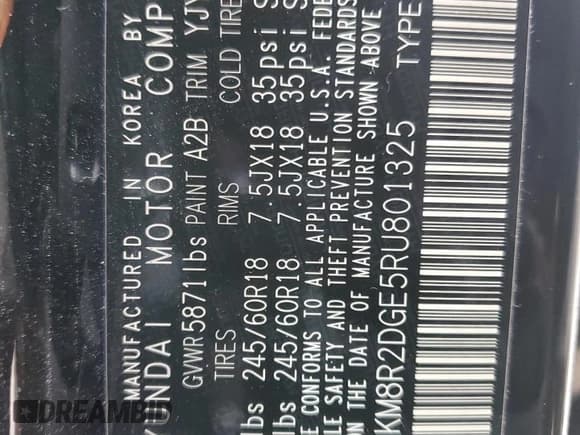 MANUFACTURED IN KOREA BY
NDAI MOTOR COMP
GVWR5871lbs PAINT A2B TRIM YJY
TIRES RIMS COLD TIRE
lbs 245/60R18 7.5JX18 35psi S
lbs 245/60R18 7.5JX18 35psi S
E CONFORMS TO ALL APPLICABLE U.S.A. FEDE
LE SAFETY AND THEFT PREVENTION STANDARDS
ON THE DATE OF MANUFACTURE SHOWN ABOVE
KM8R2DGE5RU801325 TYPE
DREAMBID